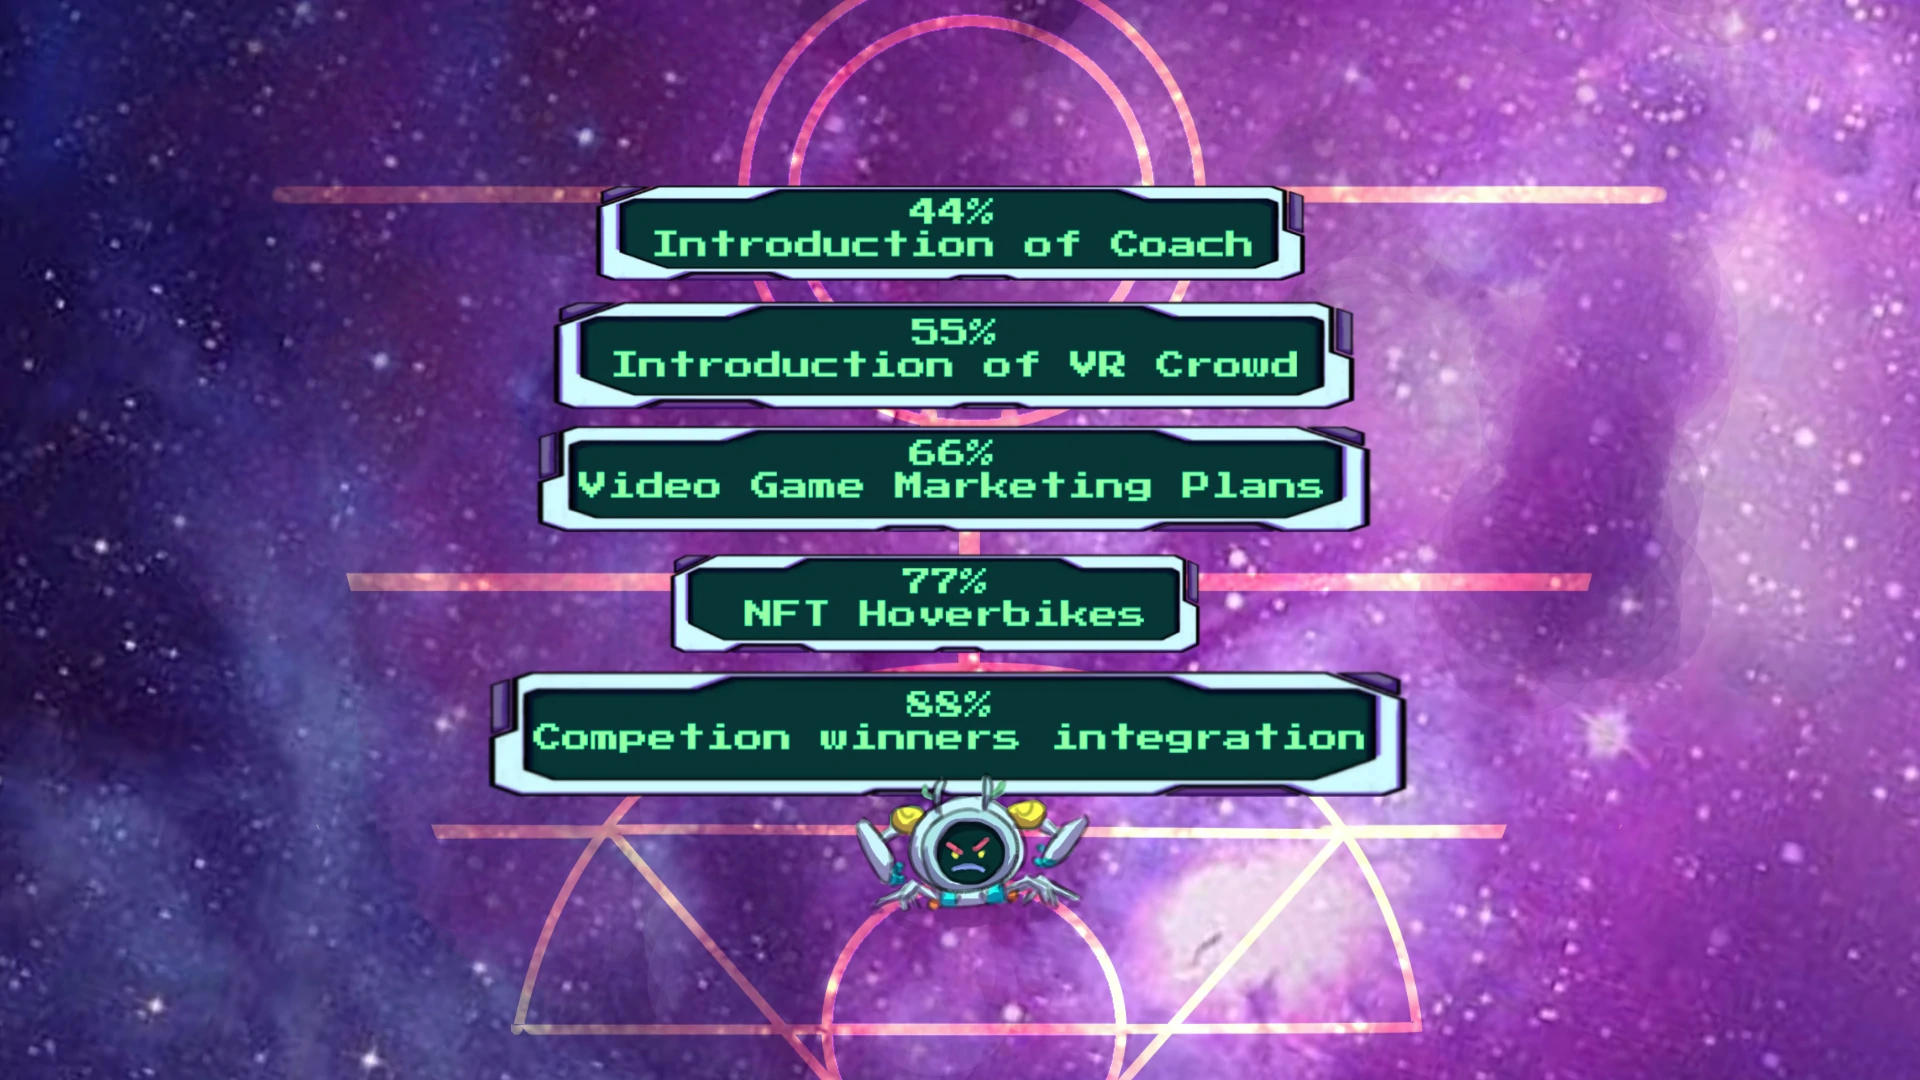 44%
Introduction of Coach
55%
Introduction of VR Crowd
66%
Video Game Marketing Plans
77%
NFT Hoverbikes
88%
Competion winners integration